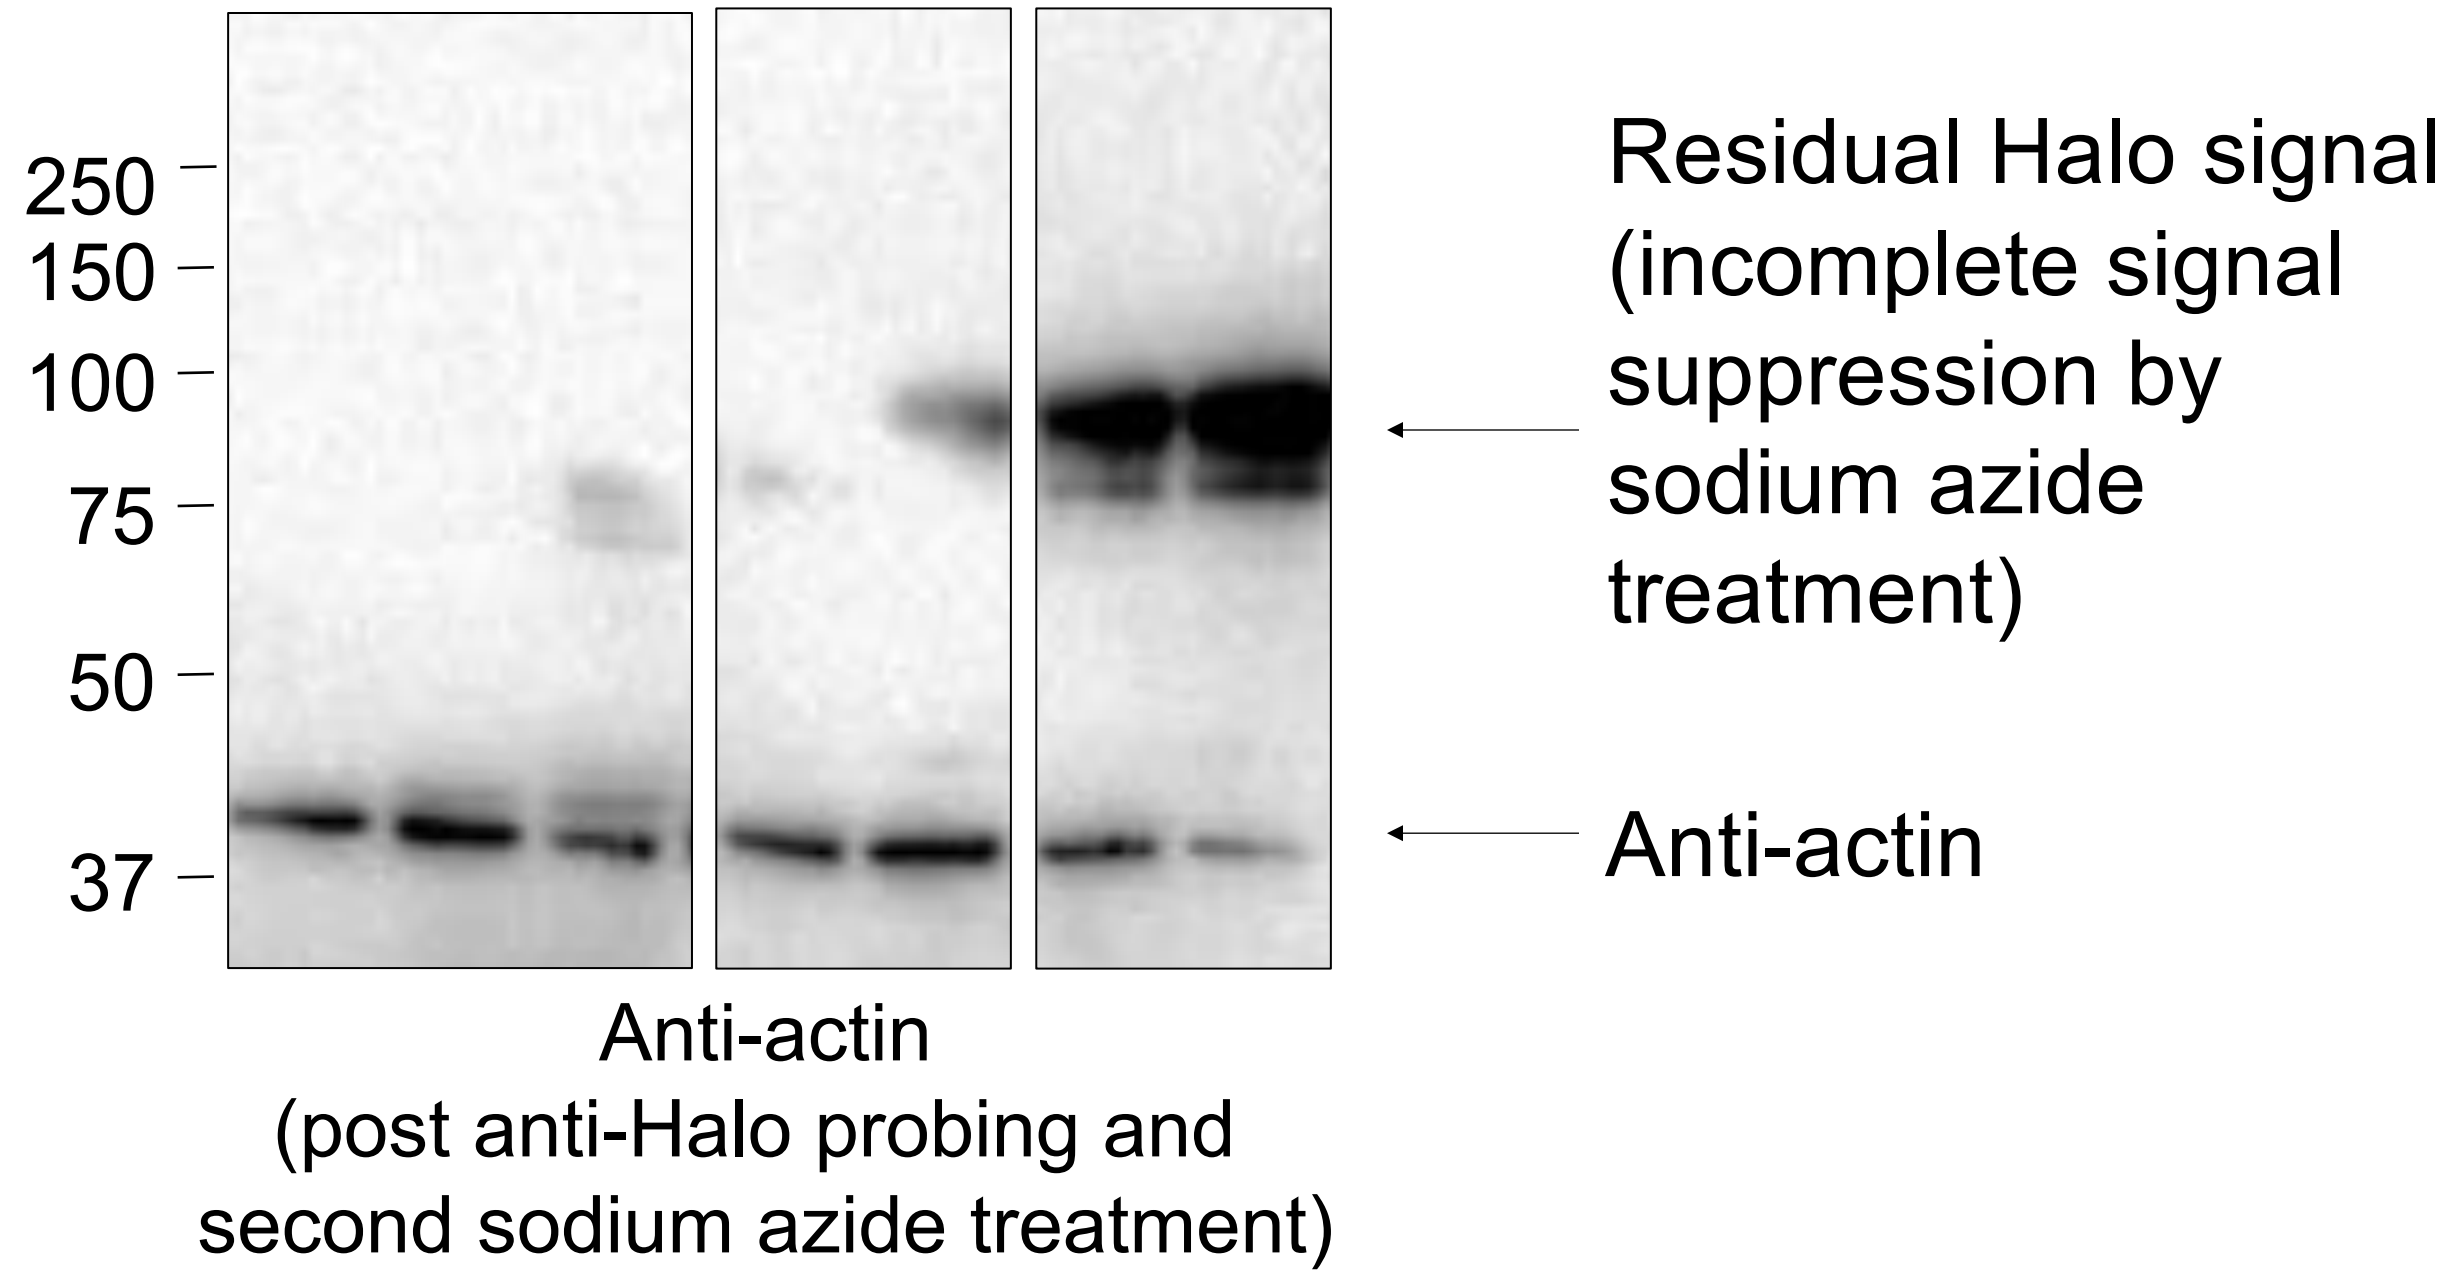 250
150
100
75
50
37
Residual Halo signal
(incomplete signal
suppression by
sodium azide
treatment)
Anti-actin
Anti-actin
(post anti-Halo probing and
second sodium azide treatment)